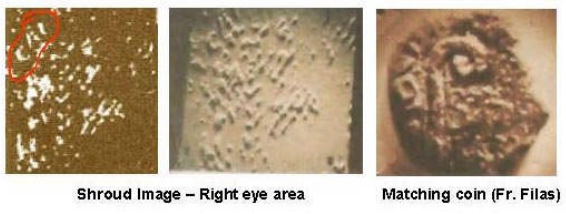 Shroud Image – Right eye area
Matching coin (Fr. Filas)